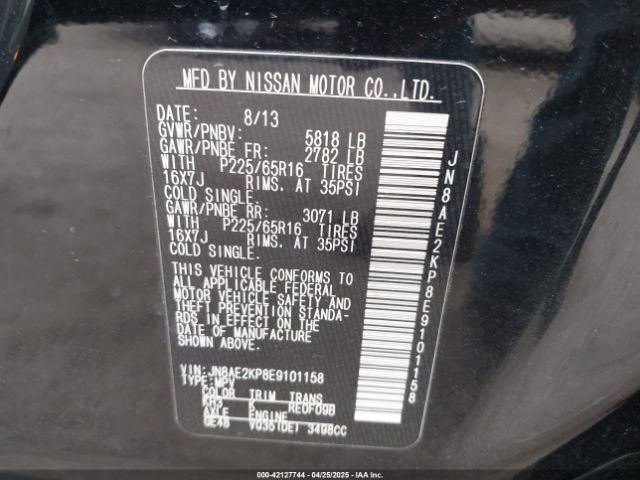 MFD BY NISSAN MOTOR CO.,LTD.
DATE: 8/13
GVWR/PNBV: 5818 LB
GAWR/PNBE FR: 2782 LB
WITH P225/65R16 TIRES
16X7J RIMS. AT 35PSI
COLD SINGLE.
GAWR/PNBE RR: 3071 LB
WITH P225/65R16 TIRES
16X7J RIMS. AT 35PSI
COLD SINGLE.
THIS VEHICLE CONFORMS TO
ALL APPLICABLE FEDERAL
MOTOR VEHICLE SAFETY AND
THEFT PREVENTION STANDA-
RDS IN EFFECT ON THE
DATE OF MANUFACTURE
SHOWN ABOVE.
VIN: JN8AE2KP8E9101158
TYPE: MPV
COLOR TRIM TRANS
KH3 K RE0F09B
AXLE ENGINE
GE48 VQ35(DE) 3498CC
JN8AE2KP8E9101158
000-42127744 - 04/25/2025 - IAAI.COM